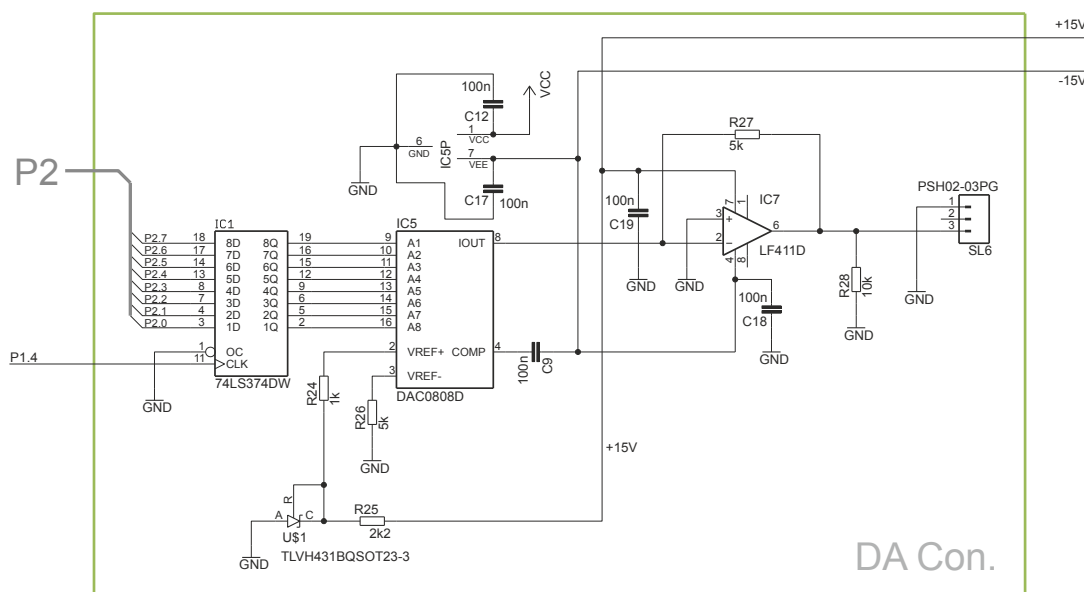 +15V
-15V
100n
C12
VCC
1
VCC
6
GND
IC5P
7
VEE
GND
C17
100n
R27
5k
P2
100n
C19
GND
7
1
IC7
3
+
2
−
6
4
8
LF411D
GND
PSH02-03PG
1
2
3
SL6
GND
R28
10k
GND
100n
C18
GND
IC1
P2.7 18 8D 8Q 19
P2.6 17 7D 7Q 16
P2.5 14 6D 6Q 15
P2.4 13 5D 5Q 12
P2.3 8 4D 4Q 9
P2.2 7 3D 3Q 6
P2.1 4 2D 2Q 5
P2.0 3 1D 1Q 2
1 OC
P1.4 11 CLK
74LS374DW
GND
IC5
9 A1 IOUT 8
10 A2
11 A3
12 A4
13 A5
14 A6
15 A7
16 A8
2 VREF+ COMP 4
3 VREF-
DAC0808D
100n
C9
R24
1k
R26
5k
GND
+15V
R
A C
U$1
GND
TLVH431BQSOT23-3
R25
2k2
DA Con.